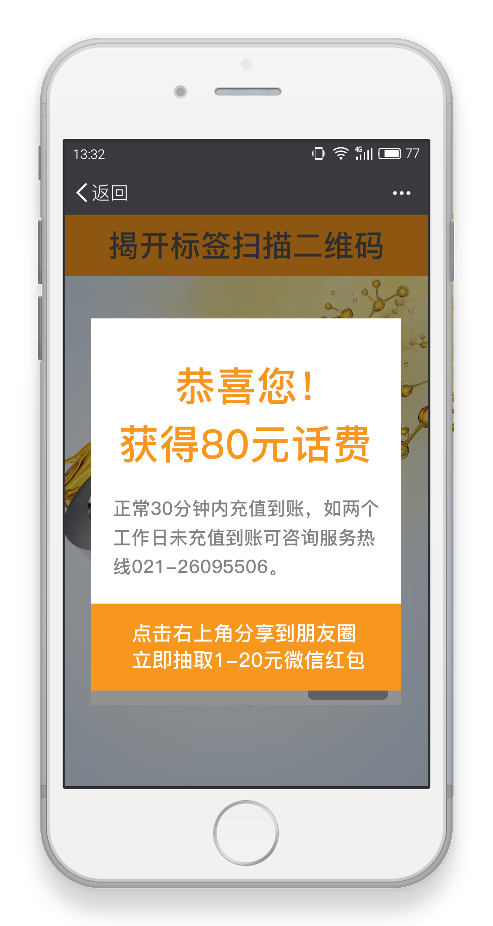 13:32
4G
77
返回
揭开标签扫描二维码
恭喜您！
获得80元话费
正常30分钟内充值到账，如两个
工作日未充值到账可咨询服务热
线021-26095506。
点击右上角分享到朋友圈
立即抽取1-20元微信红包